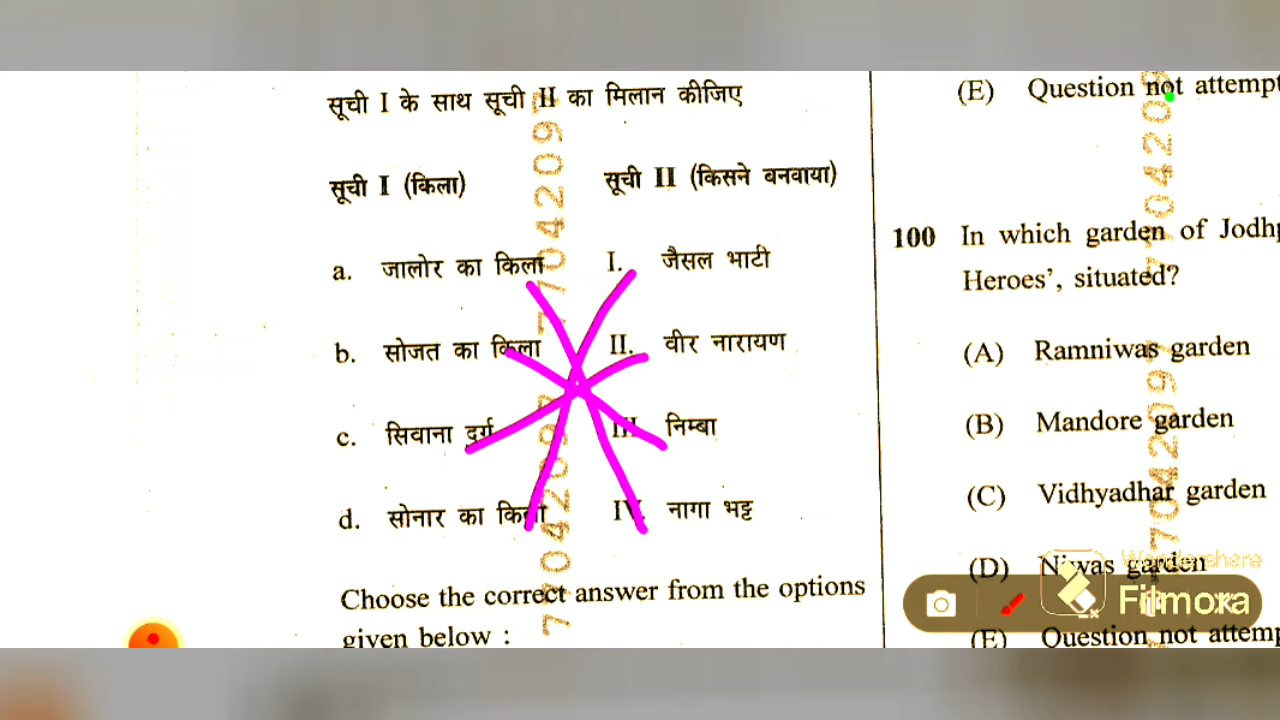 सूची I के साथ सूची II का मिलान कीजिए
सूची I (किला) सूची II (किसने बनवाया)
a. जालोर का किला I. जैसल भाटी
b. सोजत का किला II. वीर नारायण
c. सिवाना दुर्ग III निम्बा
d. सोनार का किला IV. नागा भट्ट
Choose the correct answer from the options
given below :
(E) Question not attempt
100 In which garden of Jodhp
Heroes', situated?
(A) Ramniwas garden
(B) Mandore garden
(C) Vidhyadhar garden
(D) Niwas garden
(E) Question not attemp
Wondershare
Filmora